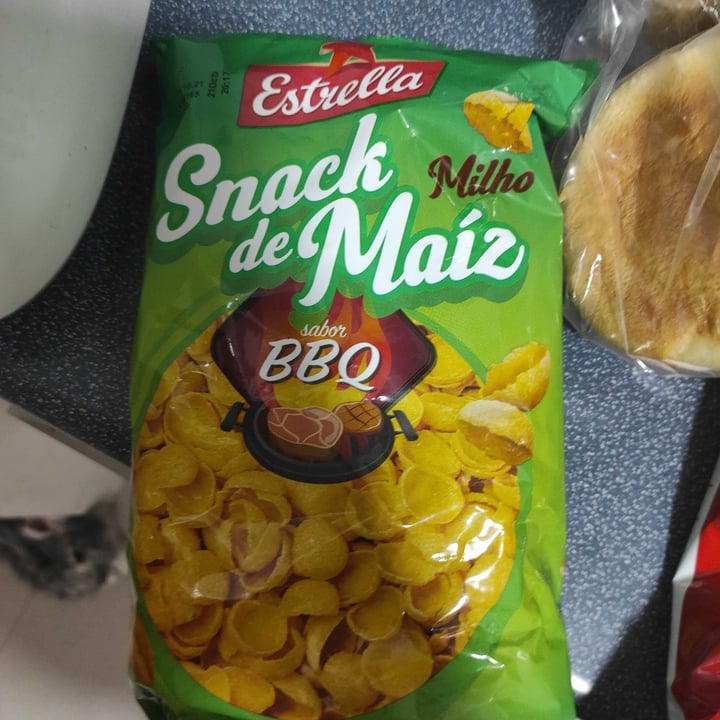 Estrella
Snack
de Maíz
Milho
sabor
BBQ